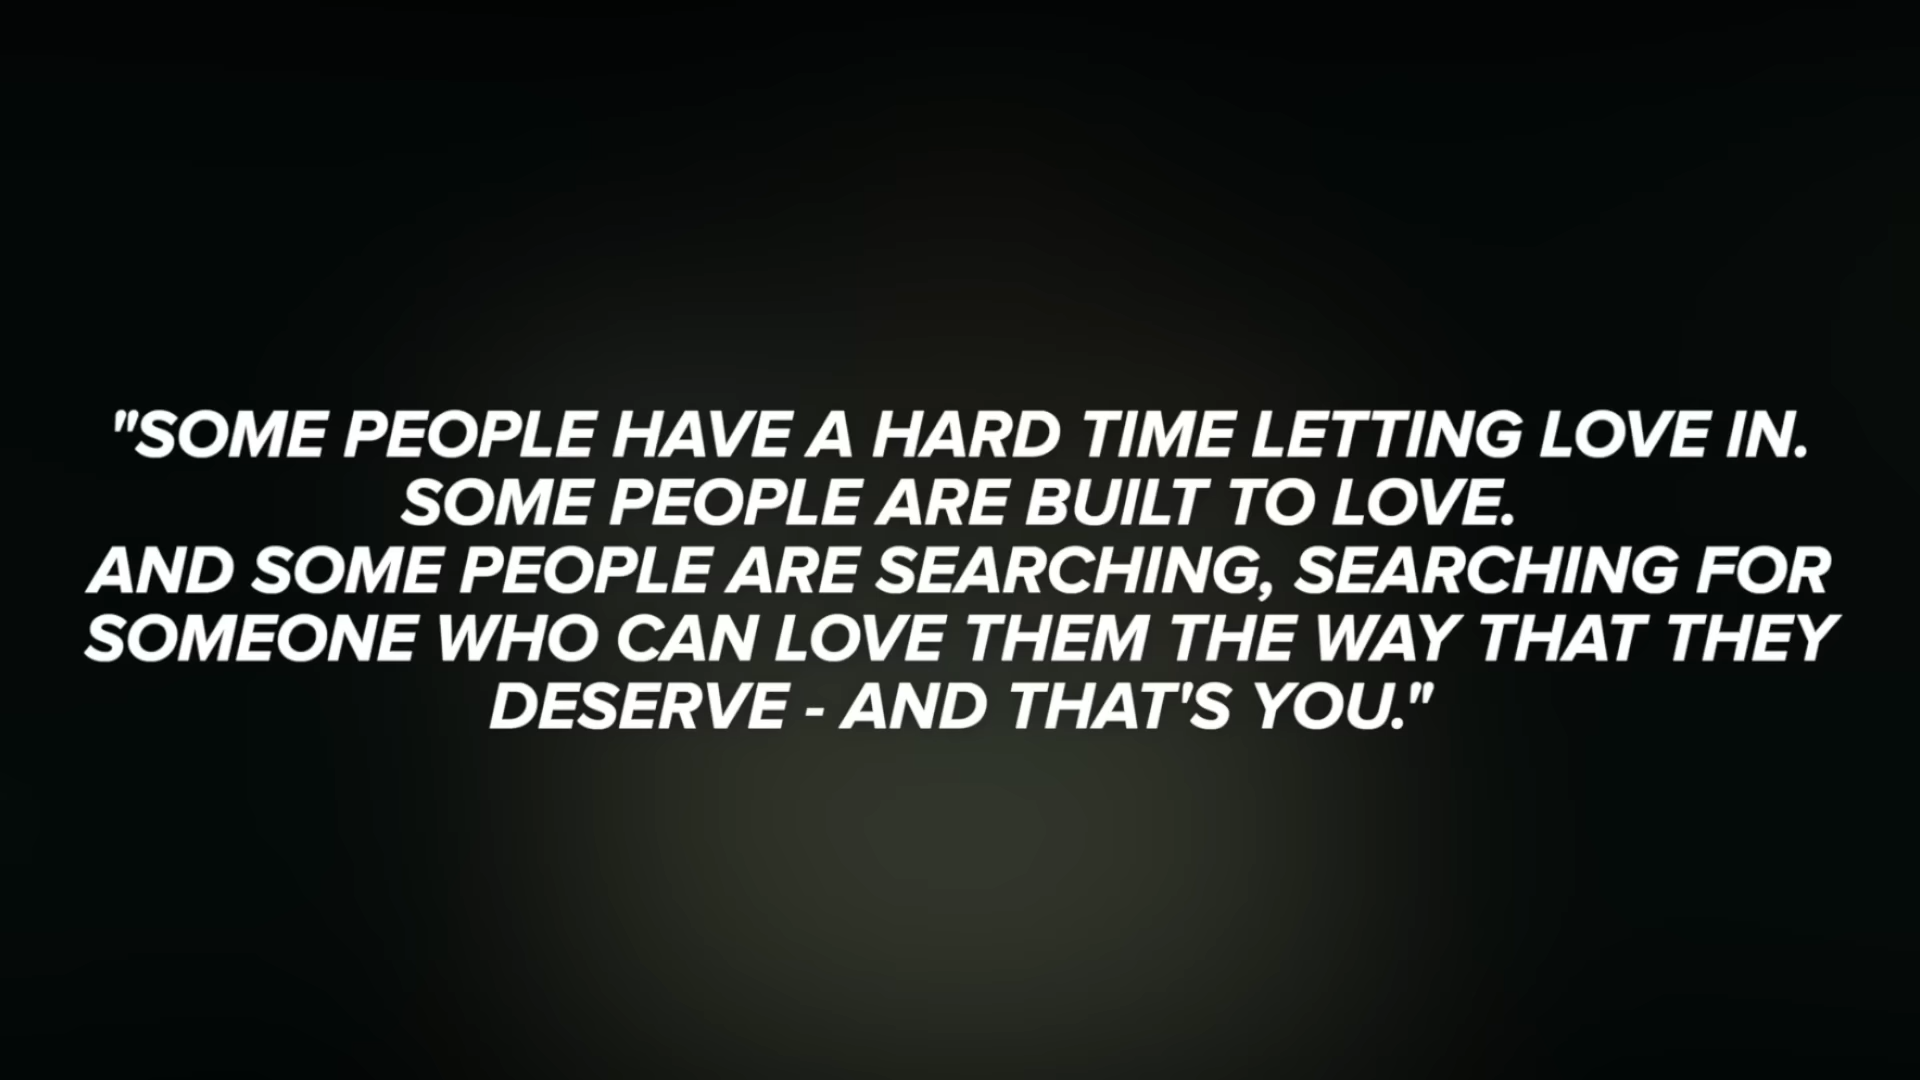 "SOME PEOPLE HAVE A HARD TIME LETTING LOVE IN.
SOME PEOPLE ARE BUILT TO LOVE.
AND SOME PEOPLE ARE SEARCHING, SEARCHING FOR
SOMEONE WHO CAN LOVE THEM THE WAY THAT THEY
DESERVE - AND THAT'S YOU."